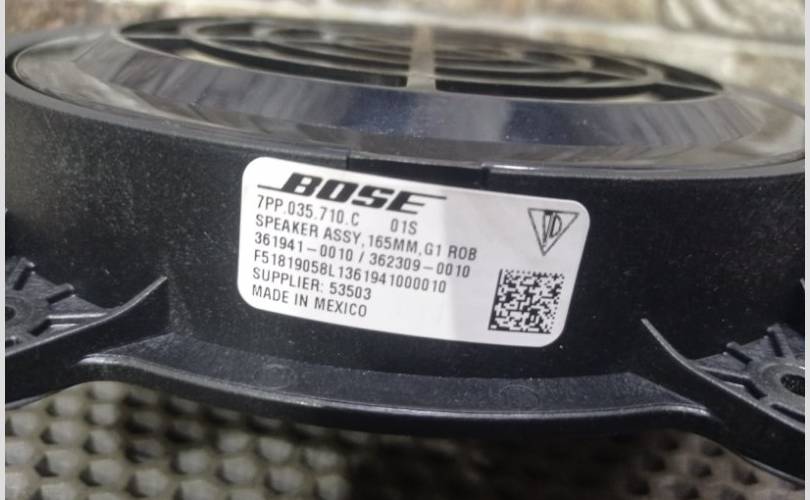 BOSE
7PP.035.710.C 01S
SPEAKER ASSY,165MM,G1 ROB
361941-0010 / 362309-0010
F51819058L1361941000010
SUPPLIER: 53503
MADE IN MEXICO